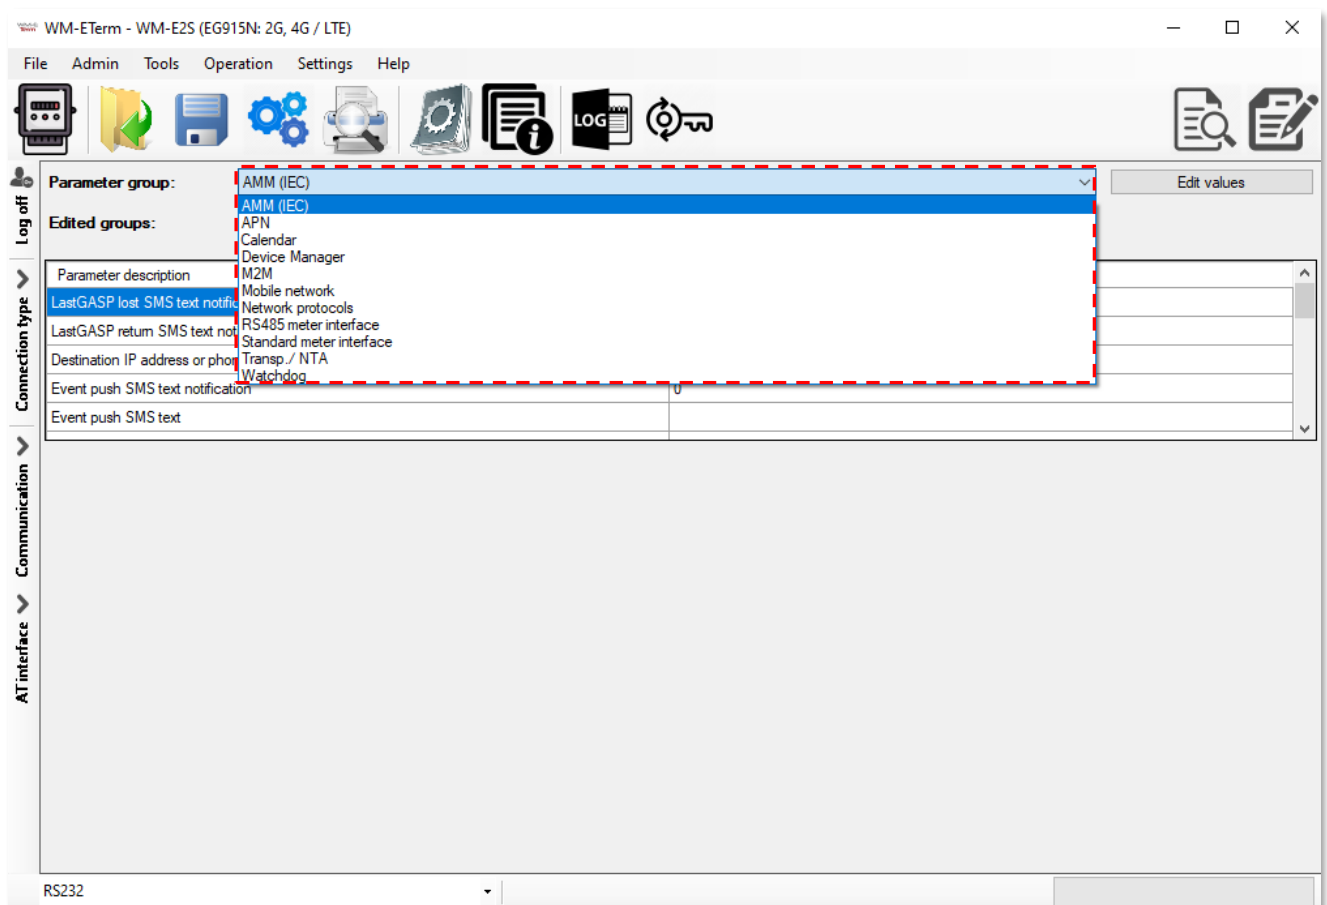 WM-ETerm - WM-E2S (EG915N: 2G, 4G / LTE)
File Admin Tools Operation Settings Help
LOG
Log off
Connection type
Communication
AT interface
Parameter group: AMM (IEC) Edit values
AMM (IEC)
Edited groups:
APN
Calendar
Device Manager
M2M
Mobile network
Network protocols
RS485 meter interface
Standard meter interface
Transp./ NTA
Watchdog
Parameter description
LastGASP lost SMS text notific
LastGASP return SMS text not
Destination IP address or phon
Event push SMS text notification 0
Event push SMS text
RS232